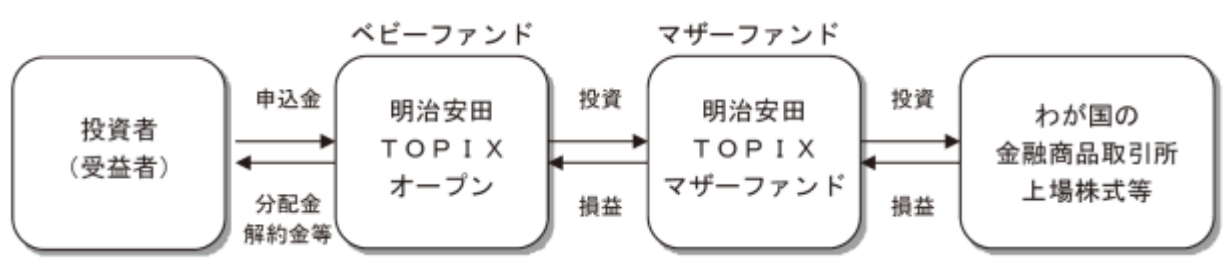 ベビーファンド
マザーファンド
投資者
（受益者）
申込金
分配金
解約金等
明治安田
ＴＯＰＩＸ
オープン
投資
損益
明治安田
ＴＯＰＩＸ
マザーファンド
投資
損益
わが国の
金融商品取引所
上場株式等